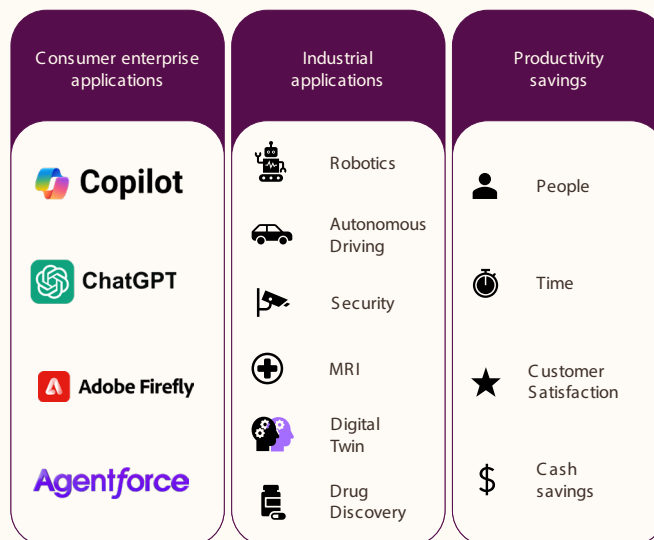 Consumer enterprise
applications
Copilot
ChatGPT
Adobe Firefly
Agentforce
Industrial
applications
Robotics
Autonomous
Driving
Security
MRI
Digital
Twin
Drug
Discovery
Productivity
savings
People
Time
Customer
Satisfaction
Cash
savings